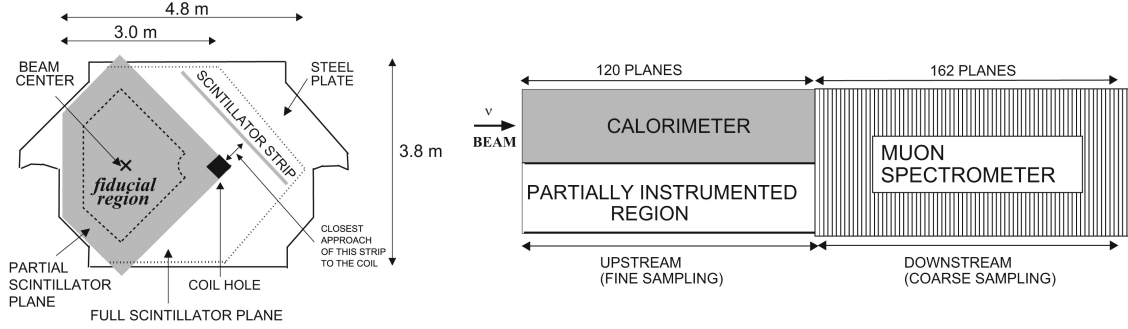 4.8 m
3.0 m
BEAM
CENTER
STEEL
PLATE
SCINTILLATOR STRIP
3.8 m
fiducial
region
CLOSEST
APPROACH
OF THIS STRIP
TO THE COIL
PARTIAL
SCINTILLATOR
PLANE
COIL HOLE
FULL SCINTILLATOR PLANE
120 PLANES
162 PLANES
ν
BEAM
CALORIMETER
PARTIALLY INSTRUMENTED
REGION
MUON
SPECTROMETER
UPSTREAM
(FINE SAMPLING)
DOWNSTREAM
(COARSE SAMPLING)